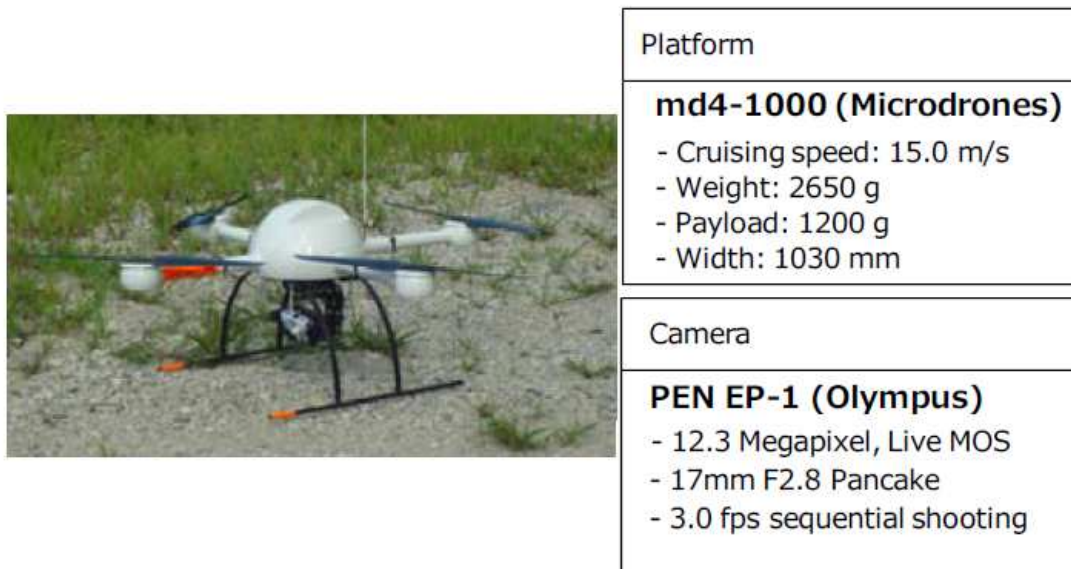 Platform
md4-1000 (Microdrones)
- Cruising speed: 15.0 m/s
- Weight: 2650 g
- Payload: 1200 g
- Width: 1030 mm
Camera
PEN EP-1 (Olympus)
- 12.3 Megapixel, Live MOS
- 17mm F2.8 Pancake
- 3.0 fps sequential shooting